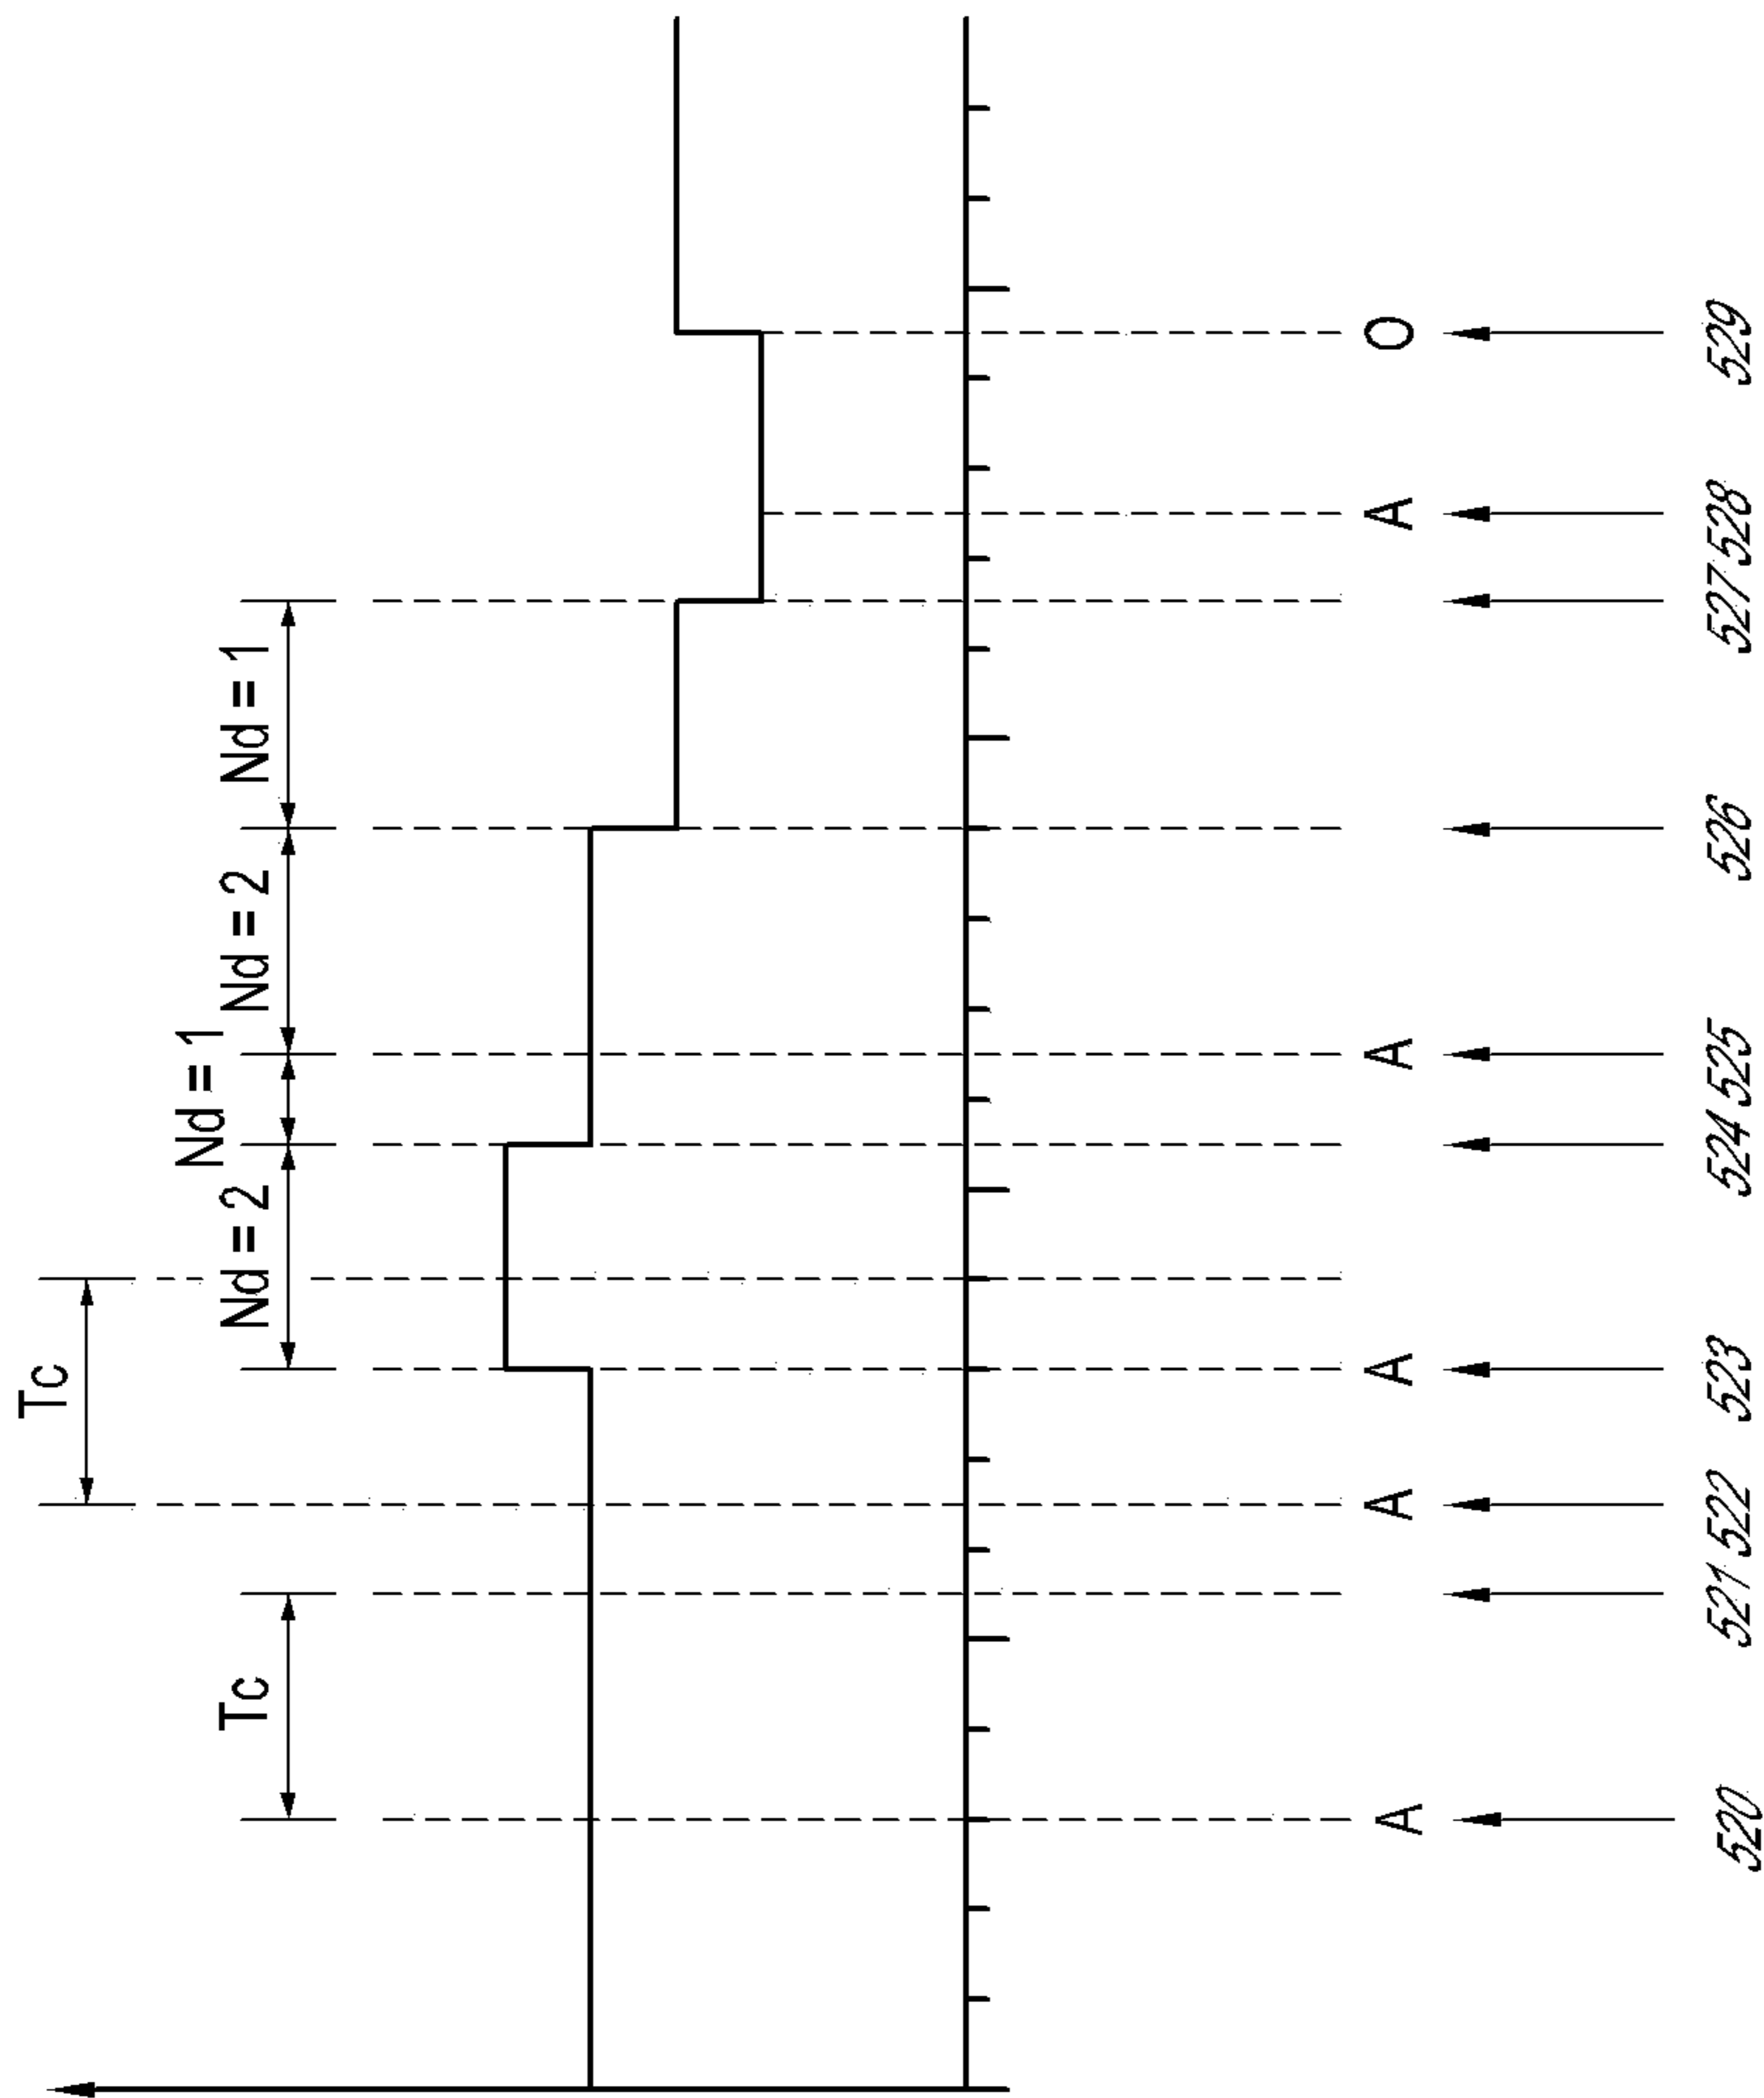 Tc
Tc
Nd = 2
Nd = 1
Nd = 2
Nd = 1
A A A A A O
520 521 522 523 524 525 526 527 528 529